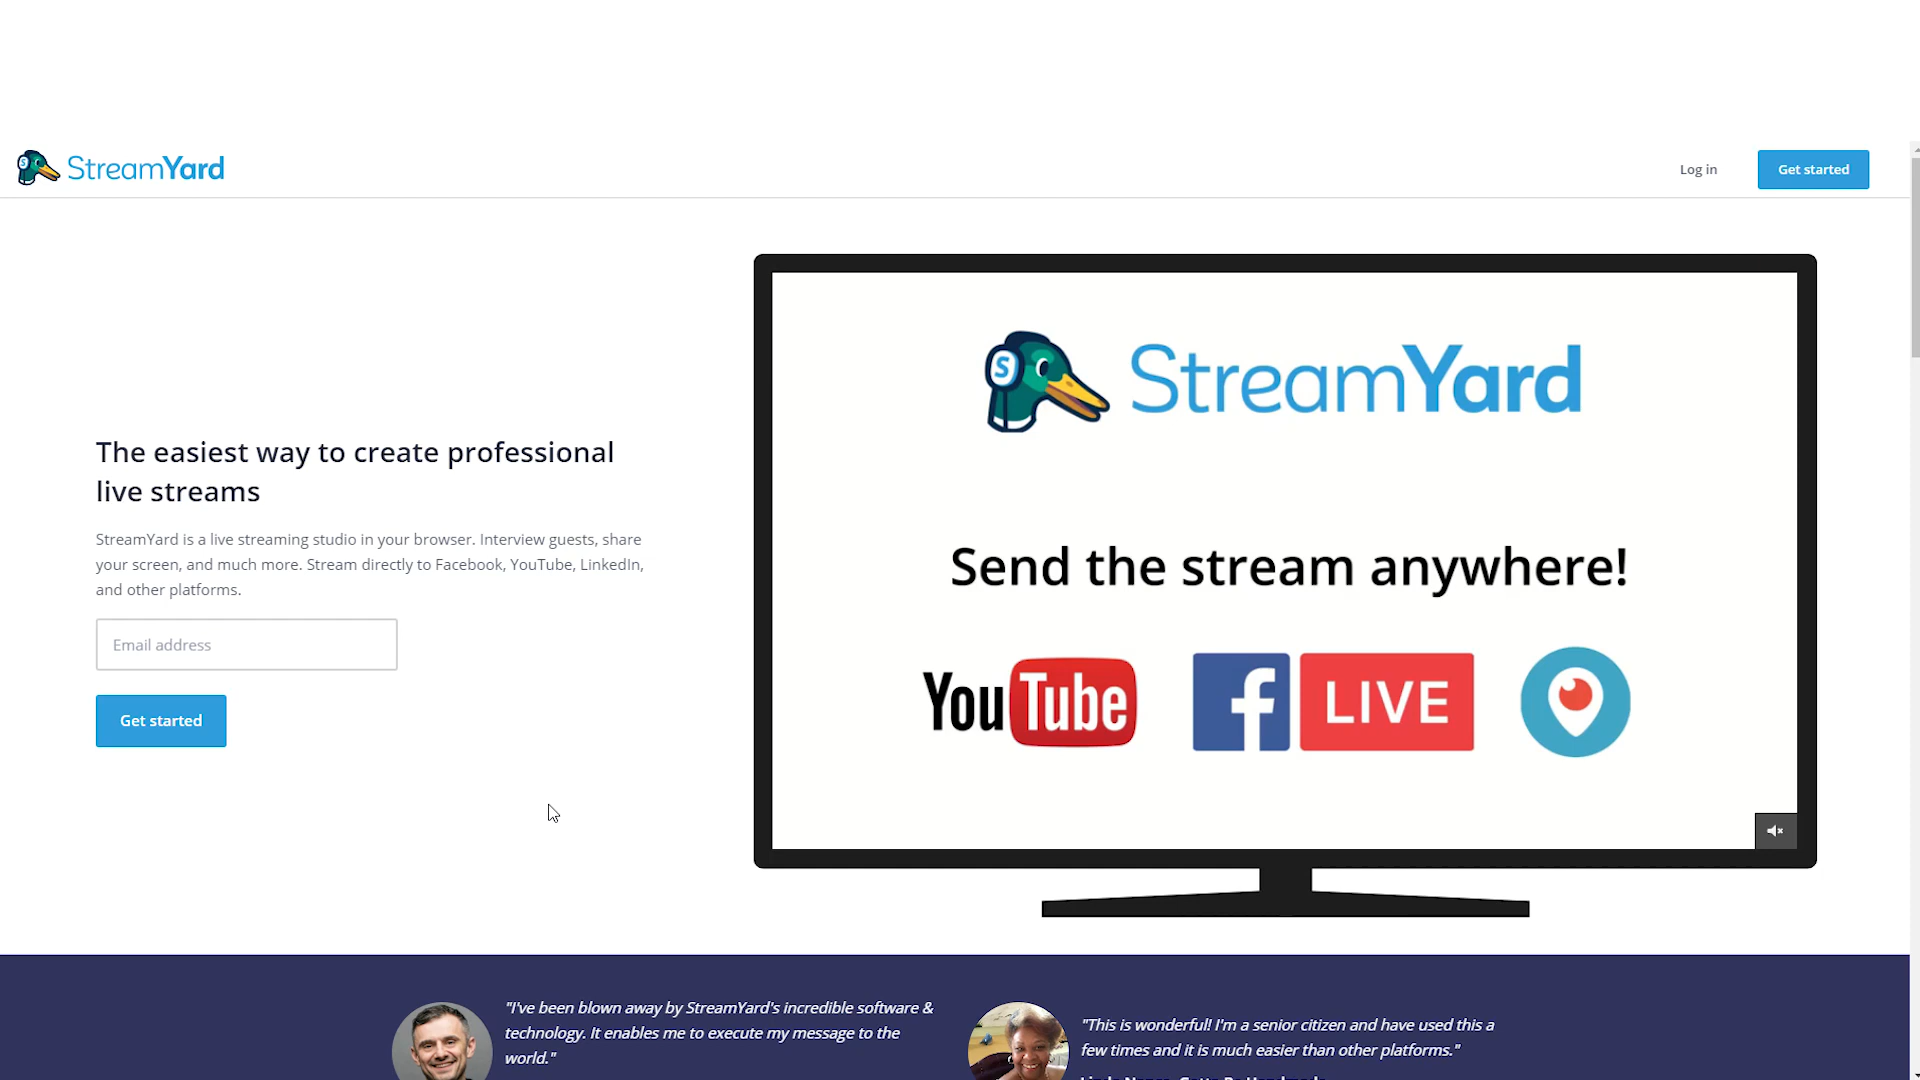 StreamYard
Log in
Get started
The easiest way to create professional
live streams
StreamYard is a live streaming studio in your browser. Interview guests, share
your screen, and much more. Stream directly to Facebook, YouTube, LinkedIn,
and other platforms.
Email address
Get started
S
StreamYard
Send the stream anywhere!
YouTube
f LIVE
"I've been blown away by StreamYard's incredible software &
technology. It enables me to execute my message to the
world."
"This is wonderful! I'm a senior citizen and have used this a
few times and it is much easier than other platforms."